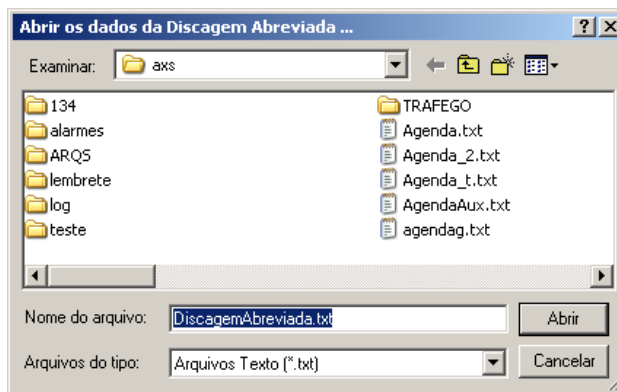 Abrir os dados da Discagem Abreviada ...
Examinar:
axs
134
alarmes
ARQS
lembrete
log
teste
TRAFEGO
Agenda.txt
Agenda_2.txt
Agenda_t.txt
AgendaAux.txt
agendag.txt
Nome do arquivo:
DiscagemAbreviada.txt
Abrir
Arquivos do tipo:
Arquivos Texto (*.txt)
Cancelar